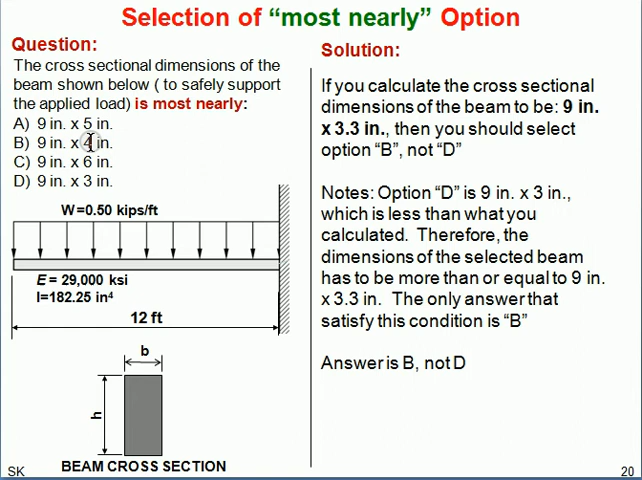 Selection of “most nearly” Option
Question:
The cross sectional dimensions of the
beam shown below ( to safely support
the applied load) is most nearly:
A) 9 in. x 5 in.
B) 9 in. x 4 in.
C) 9 in. x 6 in.
D) 9 in. x 3 in.
W=0.50 kips/ft
E = 29,000 ksi
I=182.25 in⁴
12 ft
b
h
BEAM CROSS SECTION
SK
Solution:
If you calculate the cross sectional
dimensions of the beam to be: 9 in.
x 3.3 in., then you should select
option “B”, not “D”
Notes: Option “D” is 9 in. x 3 in.,
which is less than what you
calculated. Therefore, the
dimensions of the selected beam
has to be more than or equal to 9 in.
x 3.3 in. The only answer that
satisfy this condition is “B”
Answer is B, not D
20